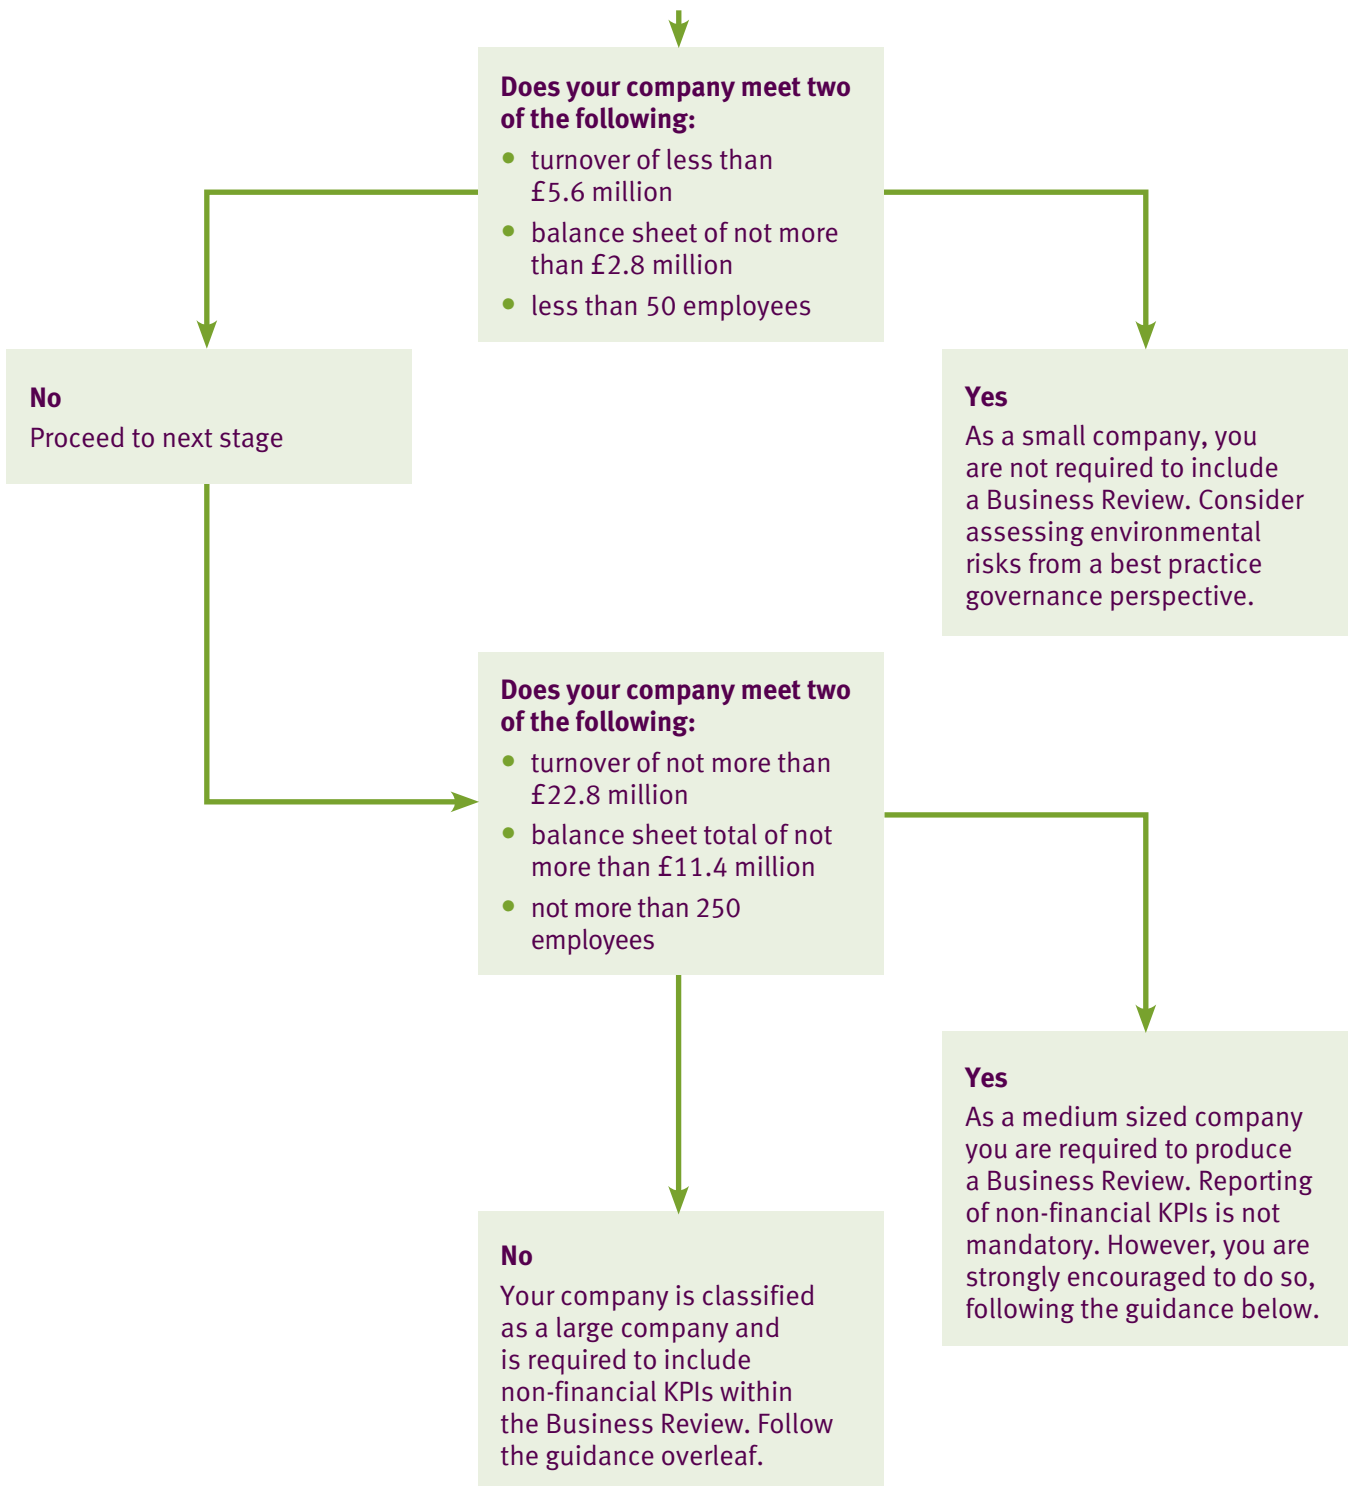 Does your company meet two
of the following:
• turnover of less than
£5.6 million
• balance sheet of not more
than £2.8 million
• less than 50 employees
No
Proceed to next stage
Yes
As a small company, you
are not required to include
a Business Review. Consider
assessing environmental
risks from a best practice
governance perspective.
Does your company meet two
of the following:
• turnover of not more than
£22.8 million
• balance sheet total of not
more than £11.4 million
• not more than 250
employees
Yes
As a medium sized company
you are required to produce
a Business Review. Reporting
of non-financial KPIs is not
mandatory. However, you are
strongly encouraged to do so,
following the guidance below.
No
Your company is classified
as a large company and
is required to include
non-financial KPIs within
the Business Review. Follow
the guidance overleaf.